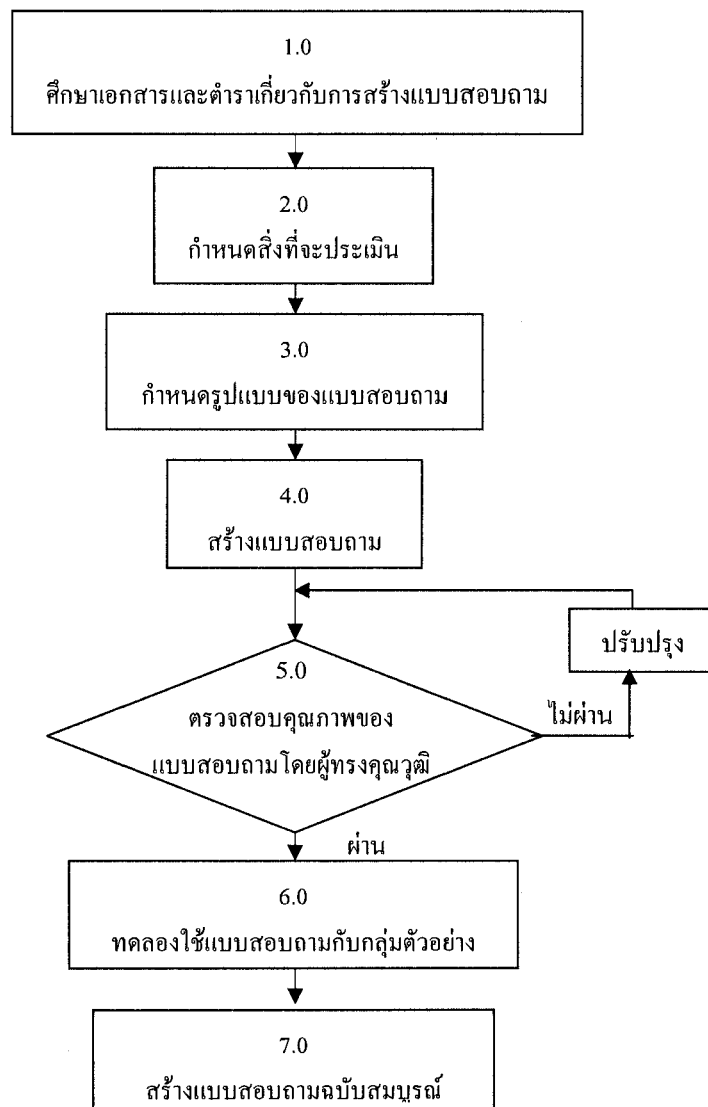 1.0
ศึกษาเอกสารและตำราเกี่ยวกับการสร้างแบบสอบถาม
2.0
กำหนดสิ่งที่จะประเมิน
3.0
กำหนดรูปแบบของแบบสอบถาม
4.0
สร้างแบบสอบถาม
ปรับปรุง
5.0
ตรวจสอบคุณภาพของ
แบบสอบถามโดยผู้ทรงคุณวุฒิ
ไม่ผ่าน
ผ่าน
6.0
ทดลองใช้แบบสอบถามกับกลุ่มตัวอย่าง
7.0
สร้างแบบสอบถามฉบับสมบูรณ์